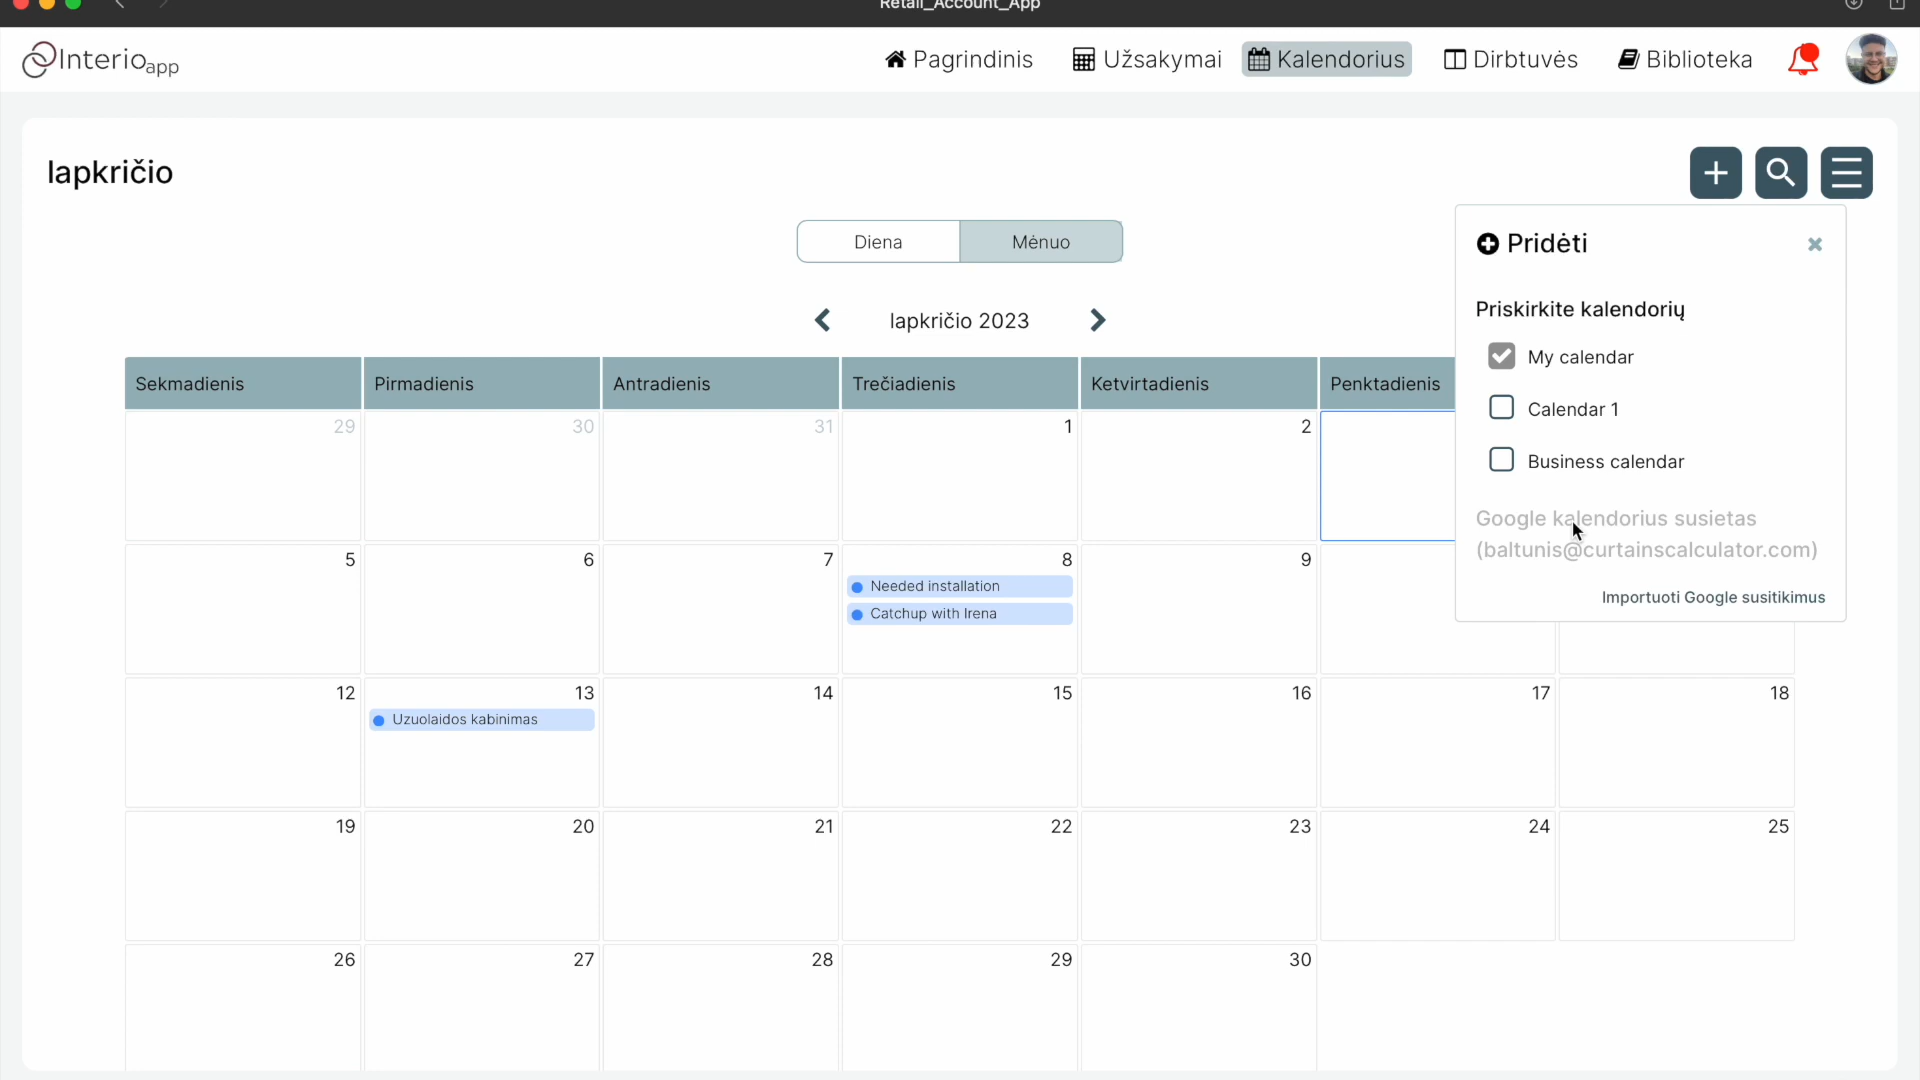 Retail_Account_App
Interioapp
Pagrindinis
Užsakymai
Kalendorius
Dirbtuvės
Biblioteka
lapkričio
Diena
Mėnuo
lapkričio 2023
Pridėti
Priskirkite kalendorių
My calendar
Calendar 1
Business calendar
Google kalendorius susietas
(baltunis@curtainscalculator.com)
Importuoti Google susitikimus
Sekmadienis Pirmadienis Antradienis Trečiadienis Ketvirtadienis Penktadienis
29 30 31 1 2
5 6 7 8 9
Needed installation
Catchup with Irena
12 13 14 15 16 17 18
Uzuolaidos kabinimas
19 20 21 22 23 24 25
26 27 28 29 30